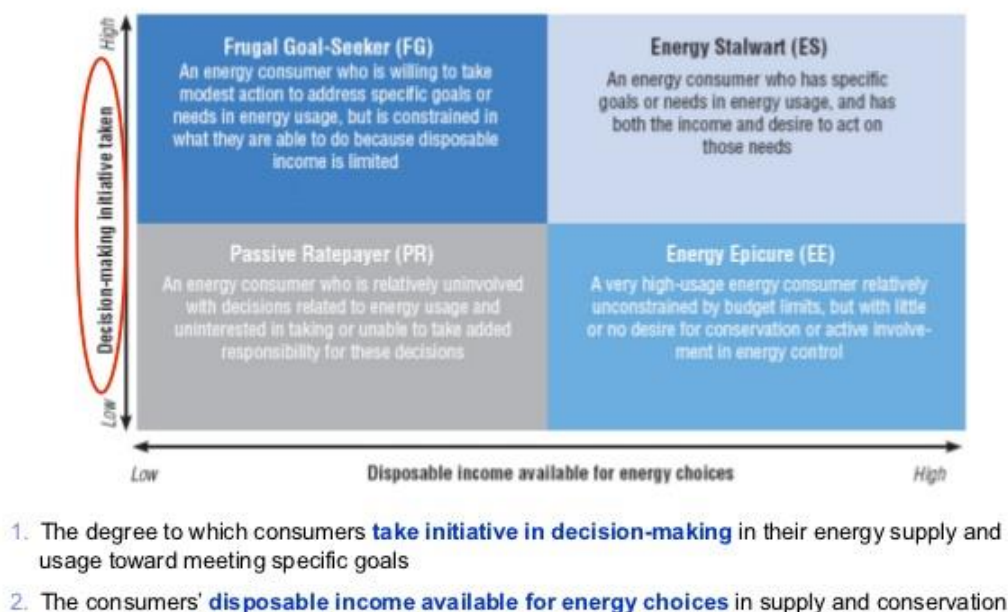 High
Decision-making initiative taken
Low
Frugal Goal-Seeker (FG)
An energy consumer who is willing to take
modest action to address specific goals or
needs in energy usage, but is constrained in
what they are able to do because disposable
income is limited
Energy Stalwart (ES)
An energy consumer who has specific
goals or needs in energy usage, and has
both the income and desire to act on
those needs
Passive Ratepayer (PR)
An energy consumer who is relatively uninvolved
with decisions related to energy usage and
uninterested in taking or unable to take added
responsibility for these decisions
Energy Epicure (EE)
A very high-usage energy consumer relatively
unconstrained by budget limits, but with little
or no desire for conservation or active involve-
ment in energy control
Low
Disposable income available for energy choices
High
1. The degree to which consumers take initiative in decision-making in their energy supply and
usage toward meeting specific goals
2. The consumers' disposable income available for energy choices in supply and conservation